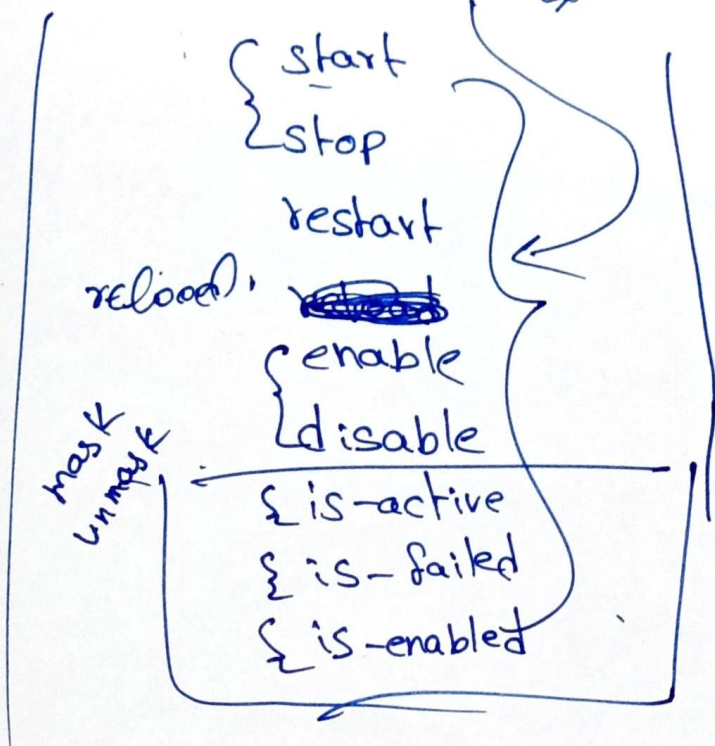 start
stop
restart
reload.
enable
disable
mask
unmask
is-active
is-failed
is-enabled